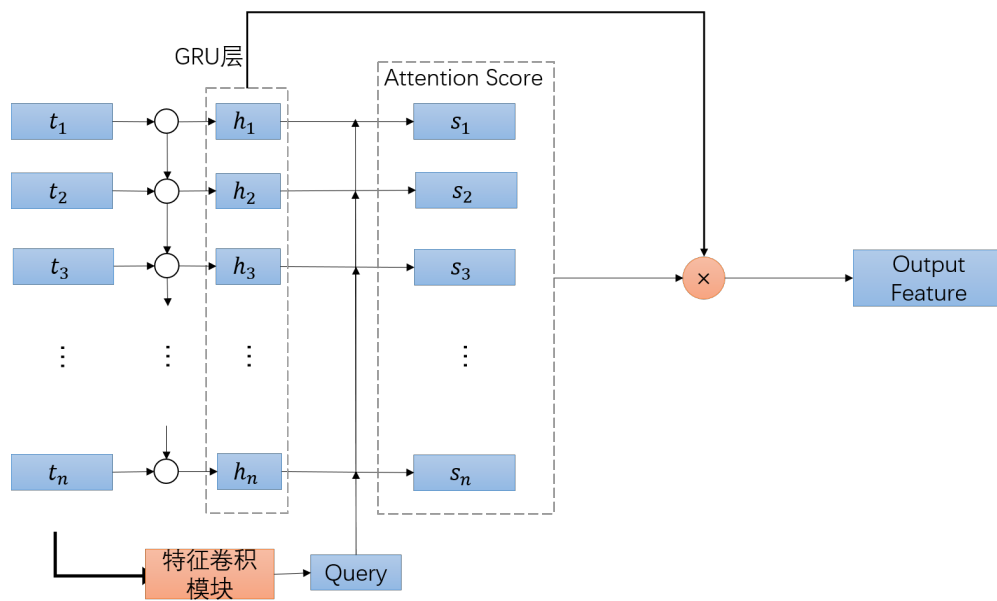 GRU层
Attention Score
t₁ h₁ s₁
t₂ h₂ s₂
t₃ h₃ s₃
×
Output
Feature
⋮ ⋮ ⋮ ⋮
tₙ hₙ sₙ
特征卷积
模块
Query